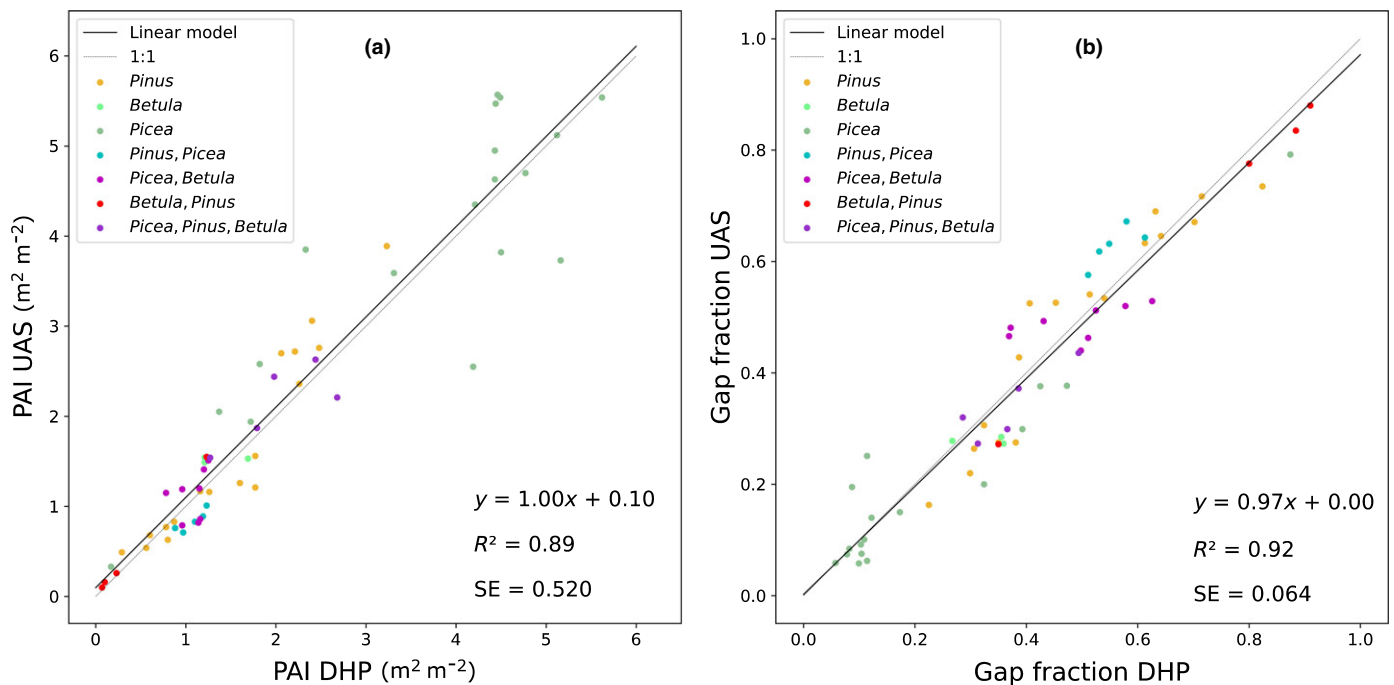 (a)
Linear model
1:1
Pinus
Betula
Picea
Pinus, Picea
Picea, Betula
Betula, Pinus
Picea, Pinus, Betula
y = 1.00x + 0.10
R² = 0.89
SE = 0.520
6
5
4
3
2
1
0
PAI UAS (m² m⁻²)
0 1 2 3 4 5 6
PAI DHP (m² m⁻²)
(b)
Linear model
1:1
Pinus
Betula
Picea
Pinus, Picea
Picea, Betula
Betula, Pinus
Picea, Pinus, Betula
y = 0.97x + 0.00
R² = 0.92
SE = 0.064
1.0
0.8
0.6
0.4
0.2
0.0
Gap fraction UAS
0.0 0.2 0.4 0.6 0.8 1.0
Gap fraction DHP